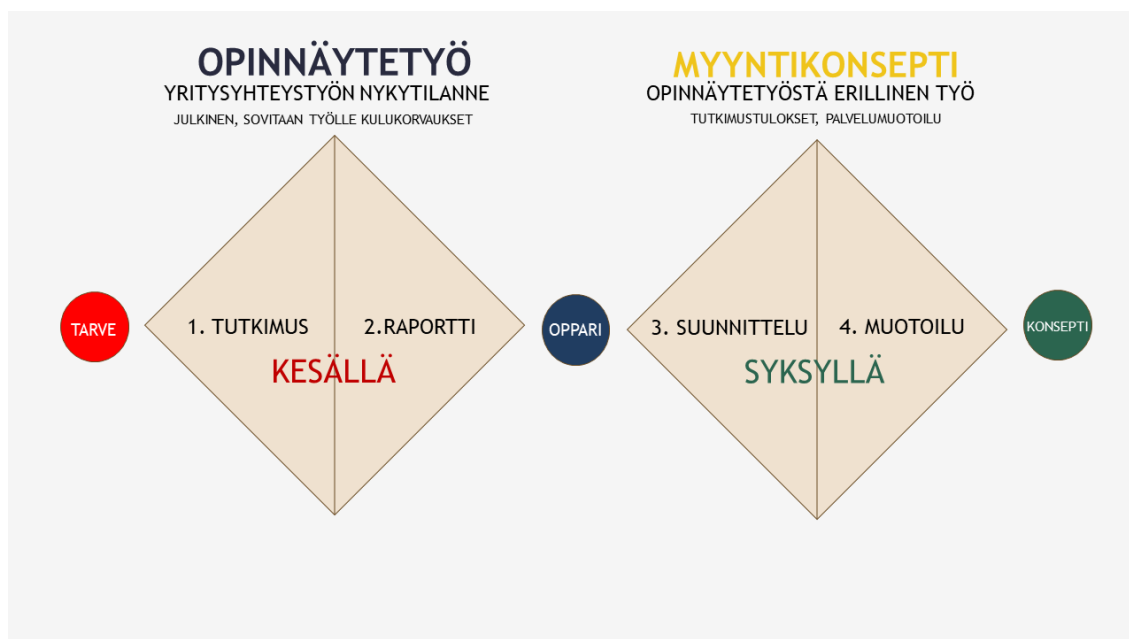 OPINNÄYTETYÖ
YRITYSYHTEYSTYÖN NYKYTILANNE
JULKINEN, SOVITAAN TYÖLLE KULUKORVAUKSET
MYYNTIKONSEPTI
OPINNÄYTETYÖSTÄ ERILLINEN TYÖ
TUTKIMUSTULOKSET, PALVELUMUOTOILU
TARVE
1. TUTKIMUS
2.RAPORTTI
KESÄLLÄ
OPPARI
3. SUUNNITTELU
4. MUOTOILU
SYKSYLLÄ
KONSEPTI